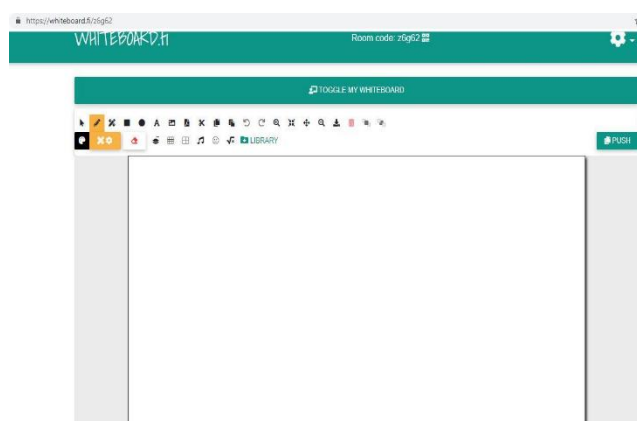 https://whiteboard.fi/z6g62
WHITEBOARD.fi
Room code: z6g62
TOGGLE MY WHITEBOARD
LIBRARY
PUSH